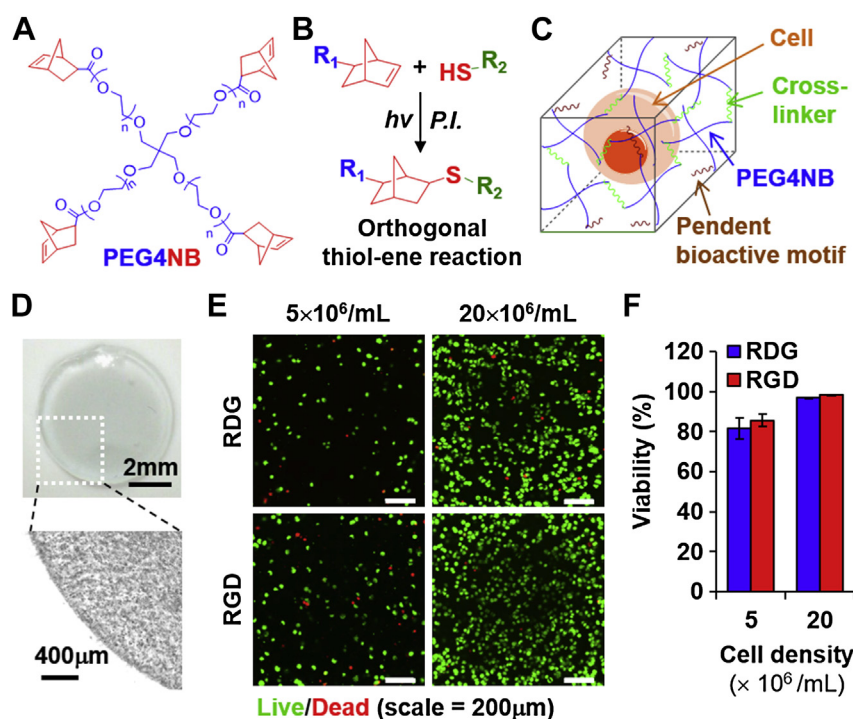 A
O
O
O
n
n
O
O
O
O
n
n
O
O
O
PEG4NB
B
R1
+
HS
R2
hv
P.I.
R1
S
R2
Orthogonal
thiol-ene reaction
C
Cell
Cross-
linker
PEG4NB
Pendent
bioactive motif
D
2mm
400μm
E
5×10⁶/mL
20×10⁶/mL
RDG
RGD
Live/Dead (scale = 200μm)
F
RDG
RGD
Viability (%)
120
100
80
60
40
20
0
5
20
Cell density
(× 10⁶/mL)